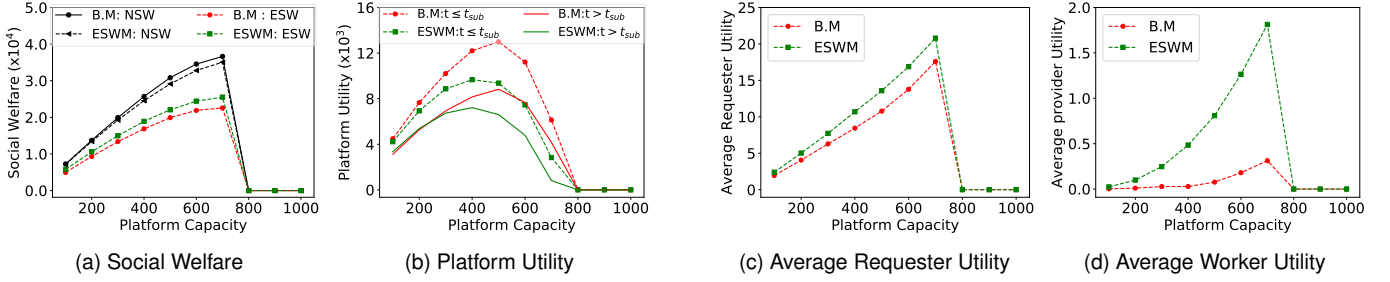 B.M: NSW
ESWM: NSW
B.M : ESW
ESWM: ESW
Social Welfare (x10⁴)
5.0
4.0
3.0
2.0
1.0
0.0
200 400 600 800 1000
Platform Capacity
(a) Social Welfare
B.M:t ≤ t_sub
ESWM:t ≤ t_sub
B.M:t > t_sub
ESWM:t > t_sub
Platform Utility (x10³)
16
12
8
4
0
200 400 600 800 1000
Platform Capacity
(b) Platform Utility
B.M
ESWM
Average Requester Utility
25
20
15
10
5
0
200 400 600 800 1000
Platform Capacity
(c) Average Requester Utility
B.M
ESWM
Average provider Utility
2.0
1.5
1.0
0.5
0.0
200 400 600 800 1000
Platform Capacity
(d) Average Worker Utility